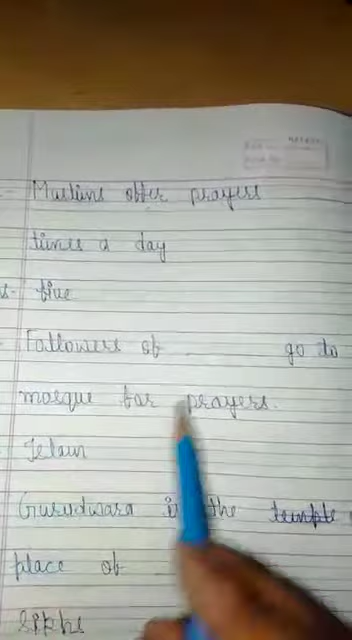 Muslims offer prayers
times a day
s- five
Followers of ______ go to
mosque for prayers.
Islam
Gurudwara is the temple
place of
Sikhs